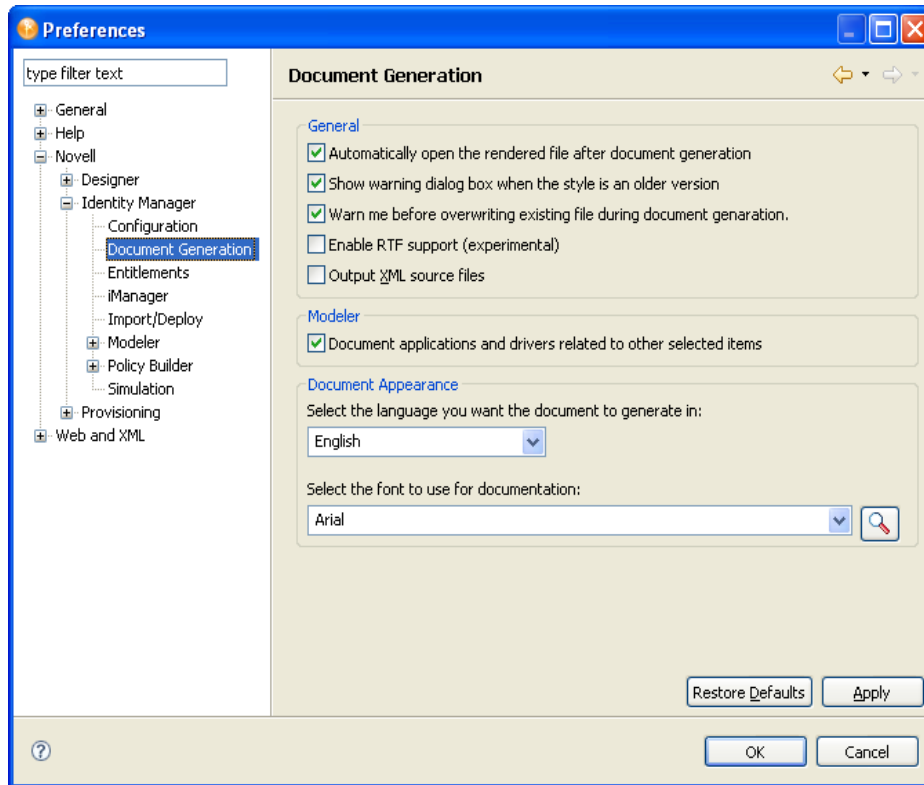 Preferences
type filter text
General
Help
Novell
Designer
Identity Manager
Configuration
Document Generation
Entitlements
iManager
Import/Deploy
Modeler
Policy Builder
Simulation
Provisioning
Web and XML
Document Generation
General
Automatically open the rendered file after document generation
Show warning dialog box when the style is an older version
Warn me before overwriting existing file during document genaration.
Enable RTF support (experimental)
Output XML source files
Modeler
Document applications and drivers related to other selected items
Document Appearance
Select the language you want the document to generate in:
English
Select the font to use for documentation:
Arial
Restore Defaults
Apply
?
OK
Cancel